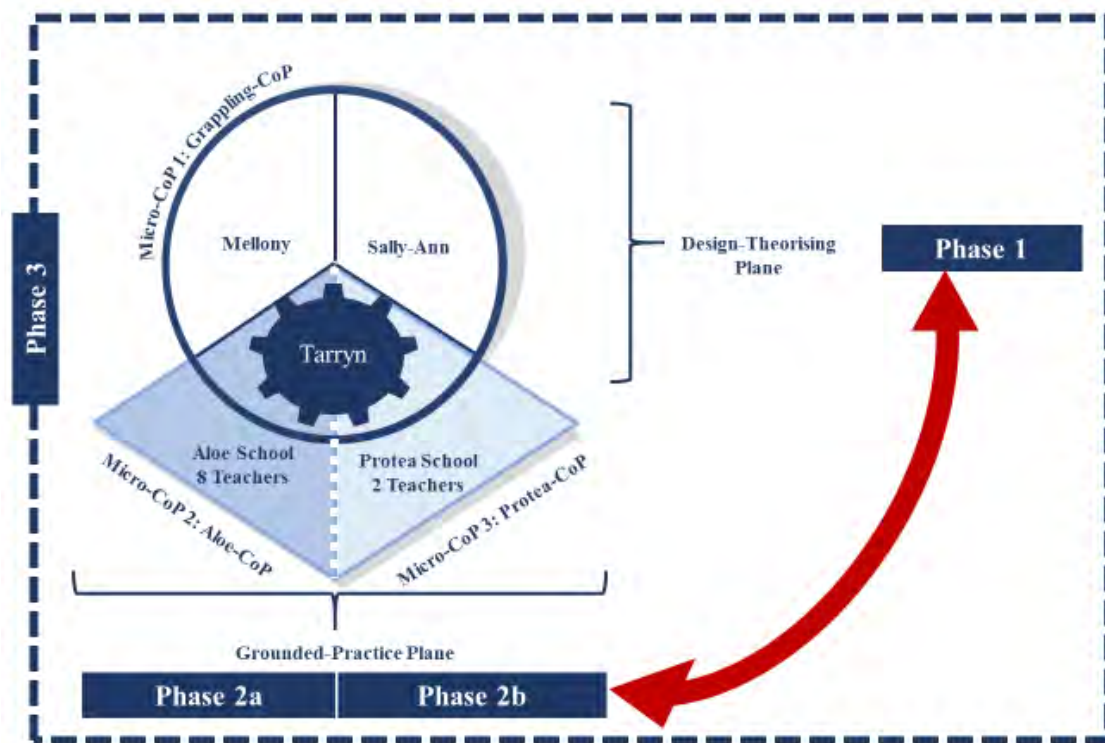 Micro-CoP 1: Grappling-CoP
Mellony
Sally-Ann
Design-Theorising
Plane
Phase 1
Phase 3
Tarryn
Aloe School
8 Teachers
Protea School
2 Teachers
Micro-CoP 2: Aloe-CoP
Micro-CoP 3: Protea-CoP
Grounded-Practice Plane
Phase 2a
Phase 2b